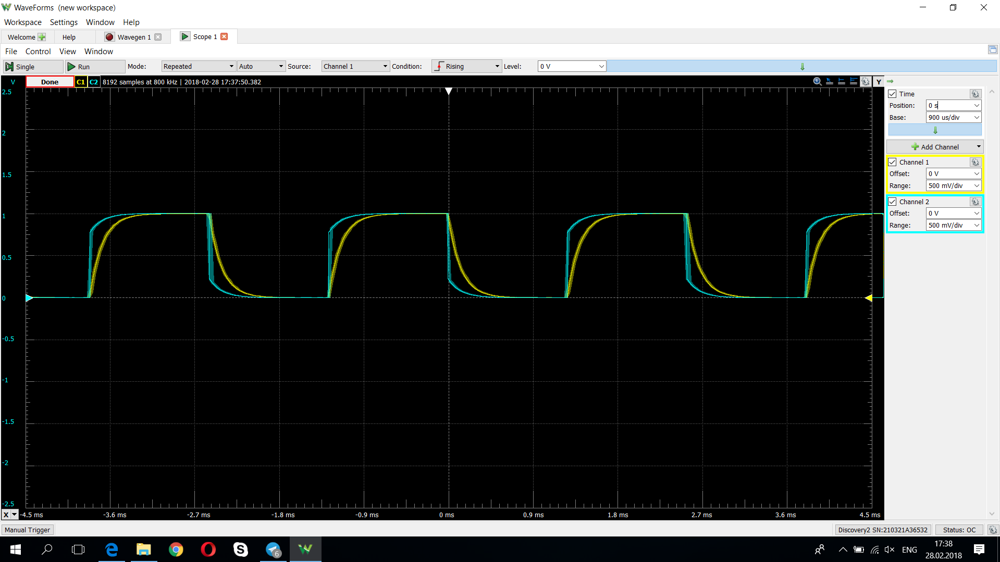 WaveForms (new workspace)
Workspace Settings Window Help
Welcome Help Wavegen 1 Scope 1
File Control View Window
Single Run Mode: Repeated Auto Source: Channel 1 Condition: Rising Level: 0 V
V Done C1 C2 8192 samples at 800 kHz | 2018-02-28 17:37:50.382 Y
2.5
2
1.5
1
0.5
0
-0.5
-1
-1.5
-2
-2.5
X -4.5 ms -3.6 ms -2.7 ms -1.8 ms -0.9 ms 0 ms 0.9 ms 1.8 ms 2.7 ms 3.6 ms 4.5 ms
Time
Position: 0 s
Base: 900 us/div
Add Channel
Channel 1
Offset: 0 V
Range: 500 mV/div
Channel 2
Offset: 0 V
Range: 500 mV/div
Manual Trigger Discovery2 SN:210321A36532 Status: OC
6 ENG 17:38
28.02.2018